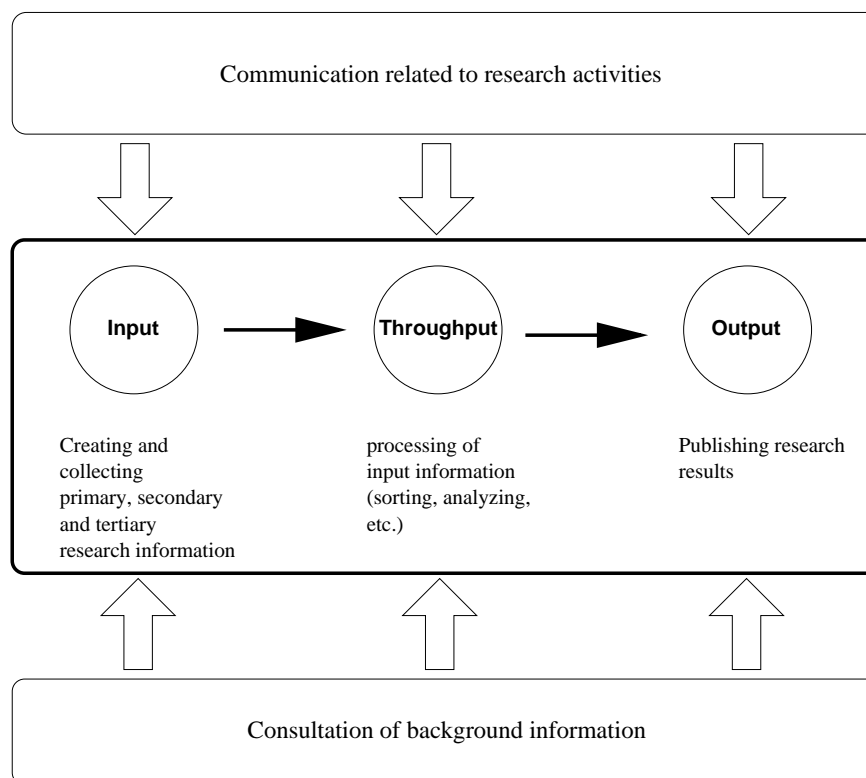 Communication related to research activities
Input
Throughput
Output
Creating and
collecting
primary, secondary
and tertiary
research information
processing of
input information
(sorting, analyzing,
etc.)
Publishing research
results
Consultation of background information